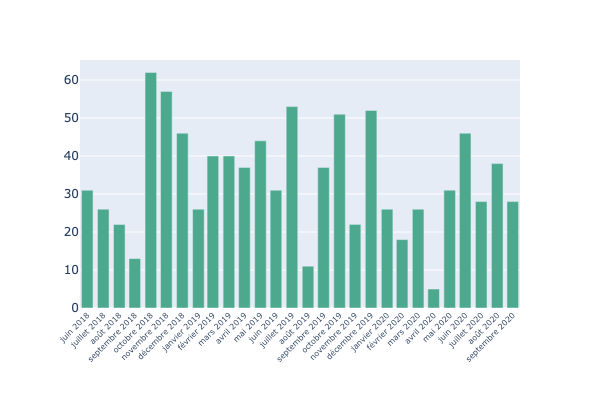 60
50
40
30
20
10
0
juin 2018
juillet 2018
août 2018
septembre 2018
octobre 2018
novembre 2018
décembre 2018
janvier 2019
février 2019
mars 2019
avril 2019
mai 2019
juin 2019
juillet 2019
août 2019
septembre 2019
octobre 2019
novembre 2019
décembre 2019
janvier 2020
février 2020
mars 2020
avril 2020
mai 2020
juin 2020
juillet 2020
août 2020
septembre 2020